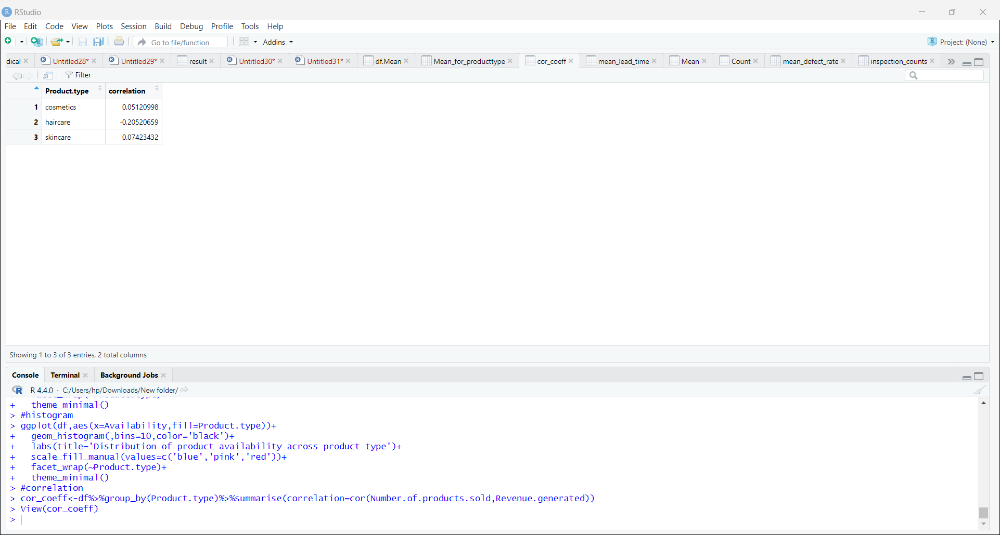 RStudio
File Edit Code View Plots Session Build Debug Profile Tools Help
Go to file/function Addins Project: (None)
dical Untitled28* Untitled29* result Untitled30* Untitled31* df.Mean Mean_for_producttype cor_coeff mean_lead_time Mean Count mean_defect_rate inspection_counts
Filter
Product.type correlation
1 cosmetics 0.05120998
2 haircare -0.20520659
3 skincare 0.07423432
Showing 1 to 3 of 3 entries, 2 total columns
Console Terminal Background Jobs
R 4.4.0 · C:/Users/hp/Downloads/New folder/
+   theme_minimal()
> #histogram
> ggplot(df,aes(x=Availability,fill=Product.type))+
+   geom_histogram(,bins=10,color='black')+
+   labs(title='Distribution of product availability across product type')+
+   scale_fill_manual(values=c('blue','pink','red'))+
+   facet_wrap(~Product.type)+
+   theme_minimal()
> #correlation
> cor_coeff<-df%>%group_by(Product.type)%>%summarise(correlation=cor(Number.of.products.sold,Revenue.generated))
> View(cor_coeff)
>